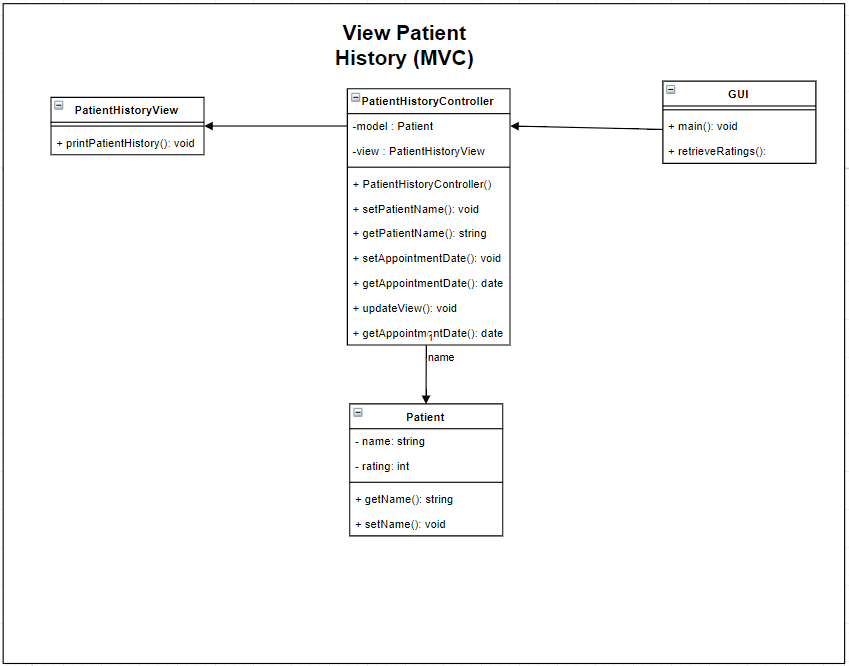 View Patient
History (MVC)
PatientHistoryView
+ printPatientHistory(): void
PatientHistoryController
-model : Patient
-view : PatientHistoryView
+ PatientHistoryController()
+ setPatientName(): void
+ getPatientName(): string
+ setAppointmentDate(): void
+ getAppointmentDate(): date
+ updateView(): void
+ getAppointmentDate(): date
1
name
GUI
+ main(): void
+ retrieveRatings():
Patient
- name: string
- rating: int
+ getName(): string
+ setName(): void